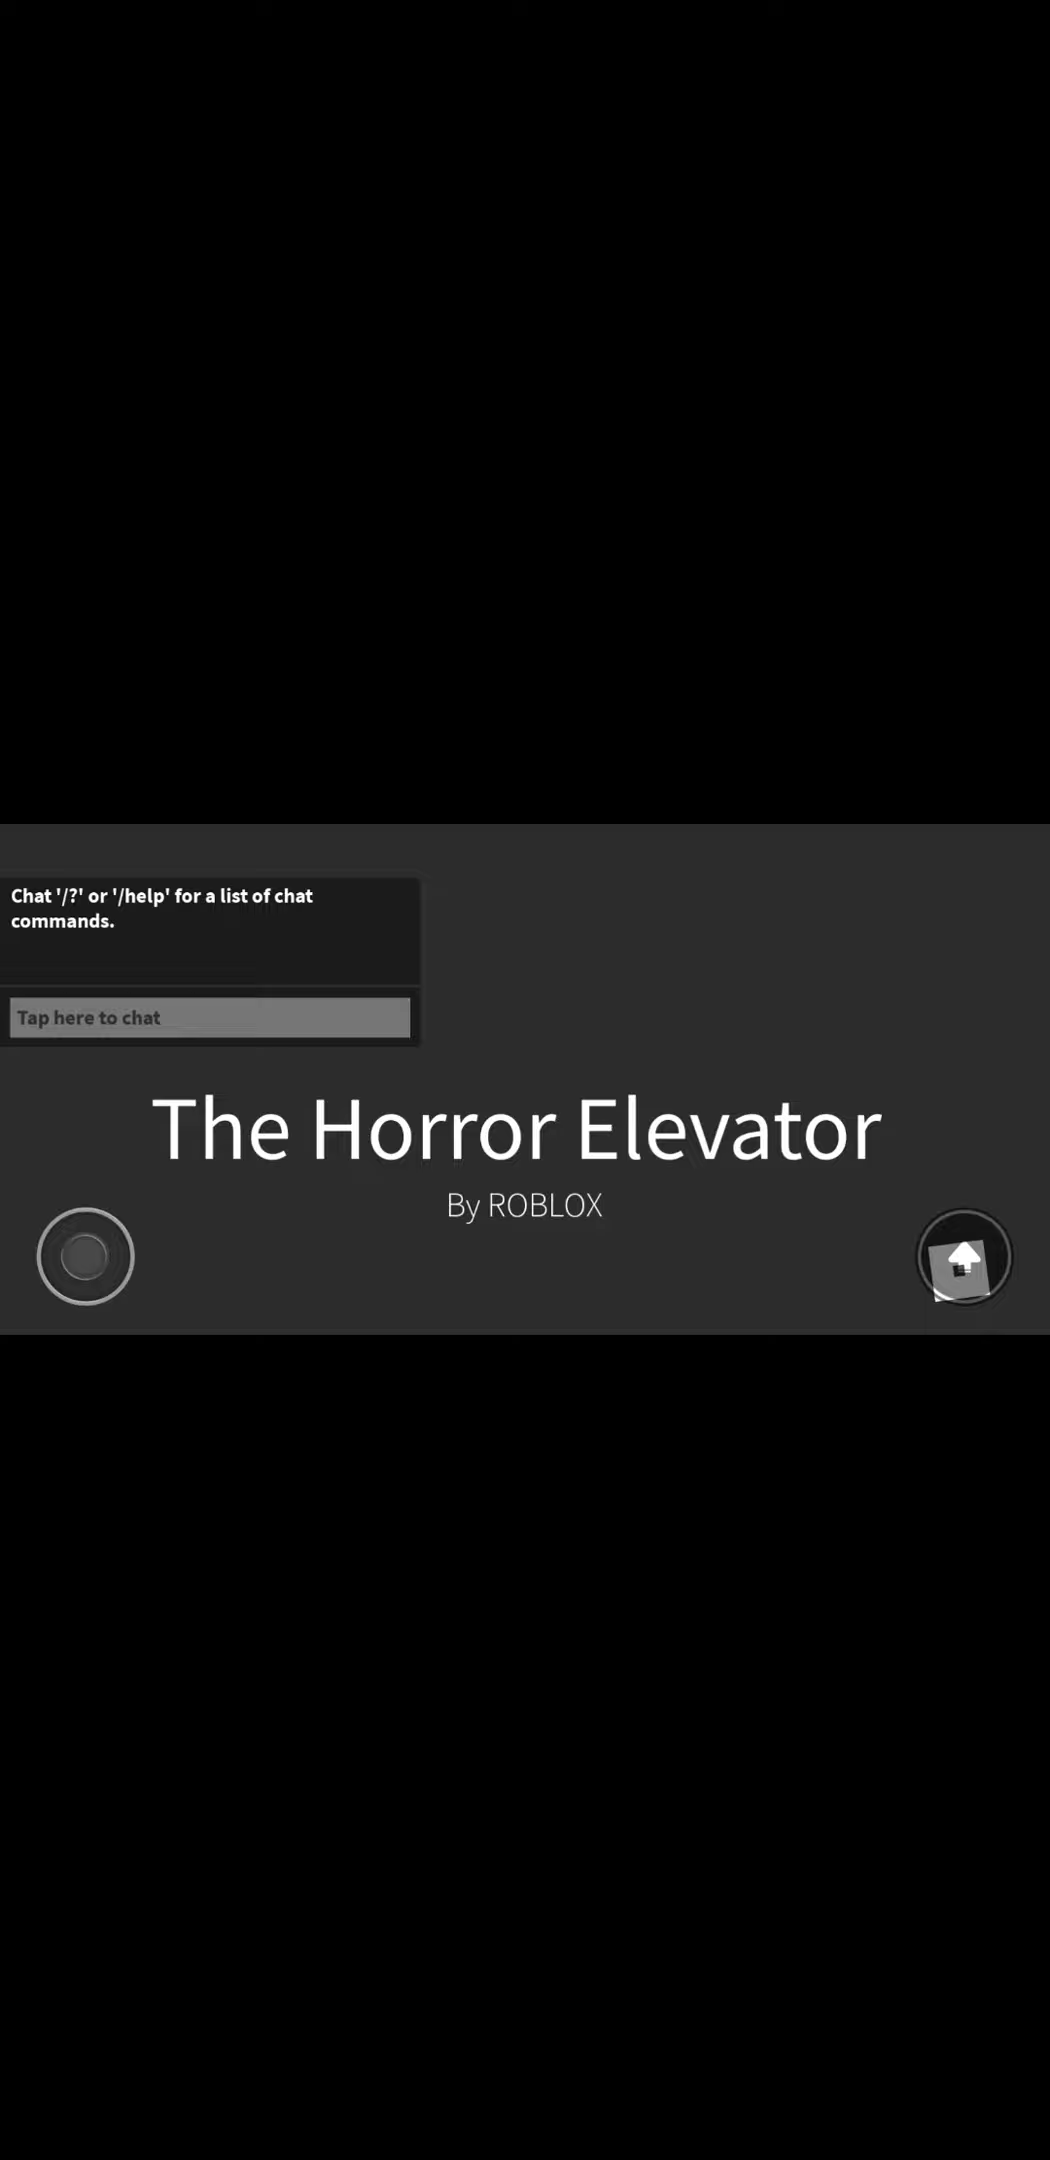 Chat '/?' or '/help' for a list of chat
commands.
Tap here to chat
The Horror Elevator
By ROBLOX